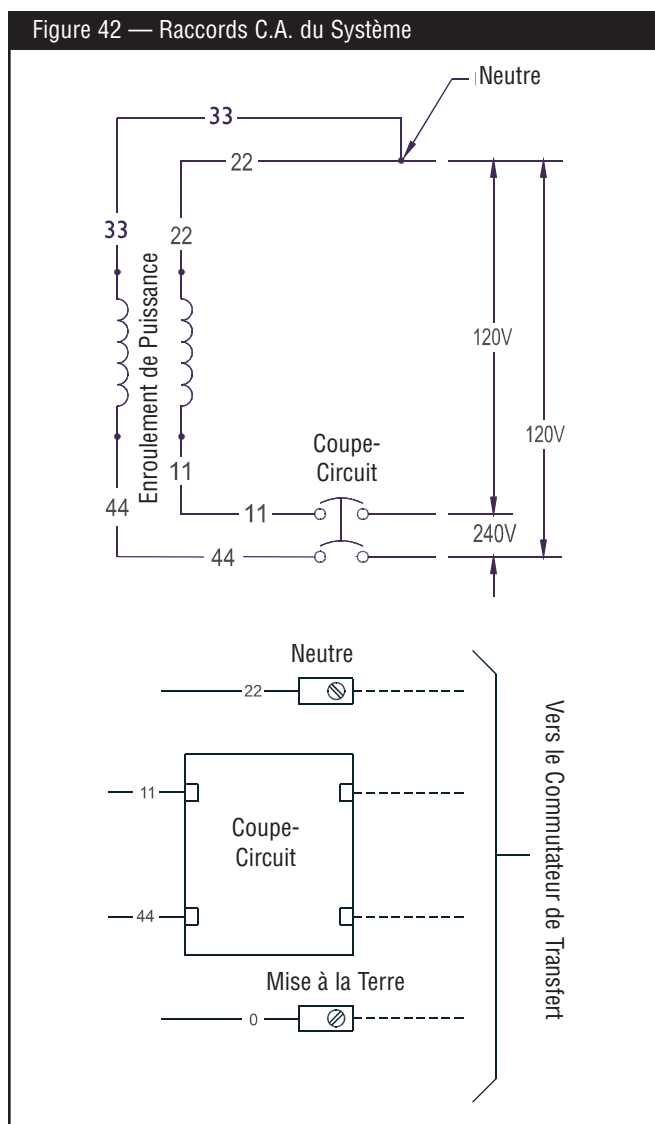 Figure 42 — Raccords C.A. du Système
Neutre
33
22
33
22
Enroulement de Puissance
120V
120V
Coupe-
Circuit
11
44
11
240V
44
Neutre
22
11
Coupe-
Circuit
44
Mise à la Terre
0
Vers le Commutateur de Transfert